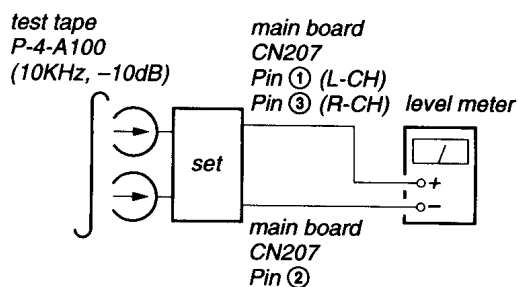 test tape
P-4-A100
(10KHz, –10dB)
main board
CN207
Pin ① (L-CH)
Pin ③ (R-CH)
level meter
set
+
–
main board
CN207
Pin ②